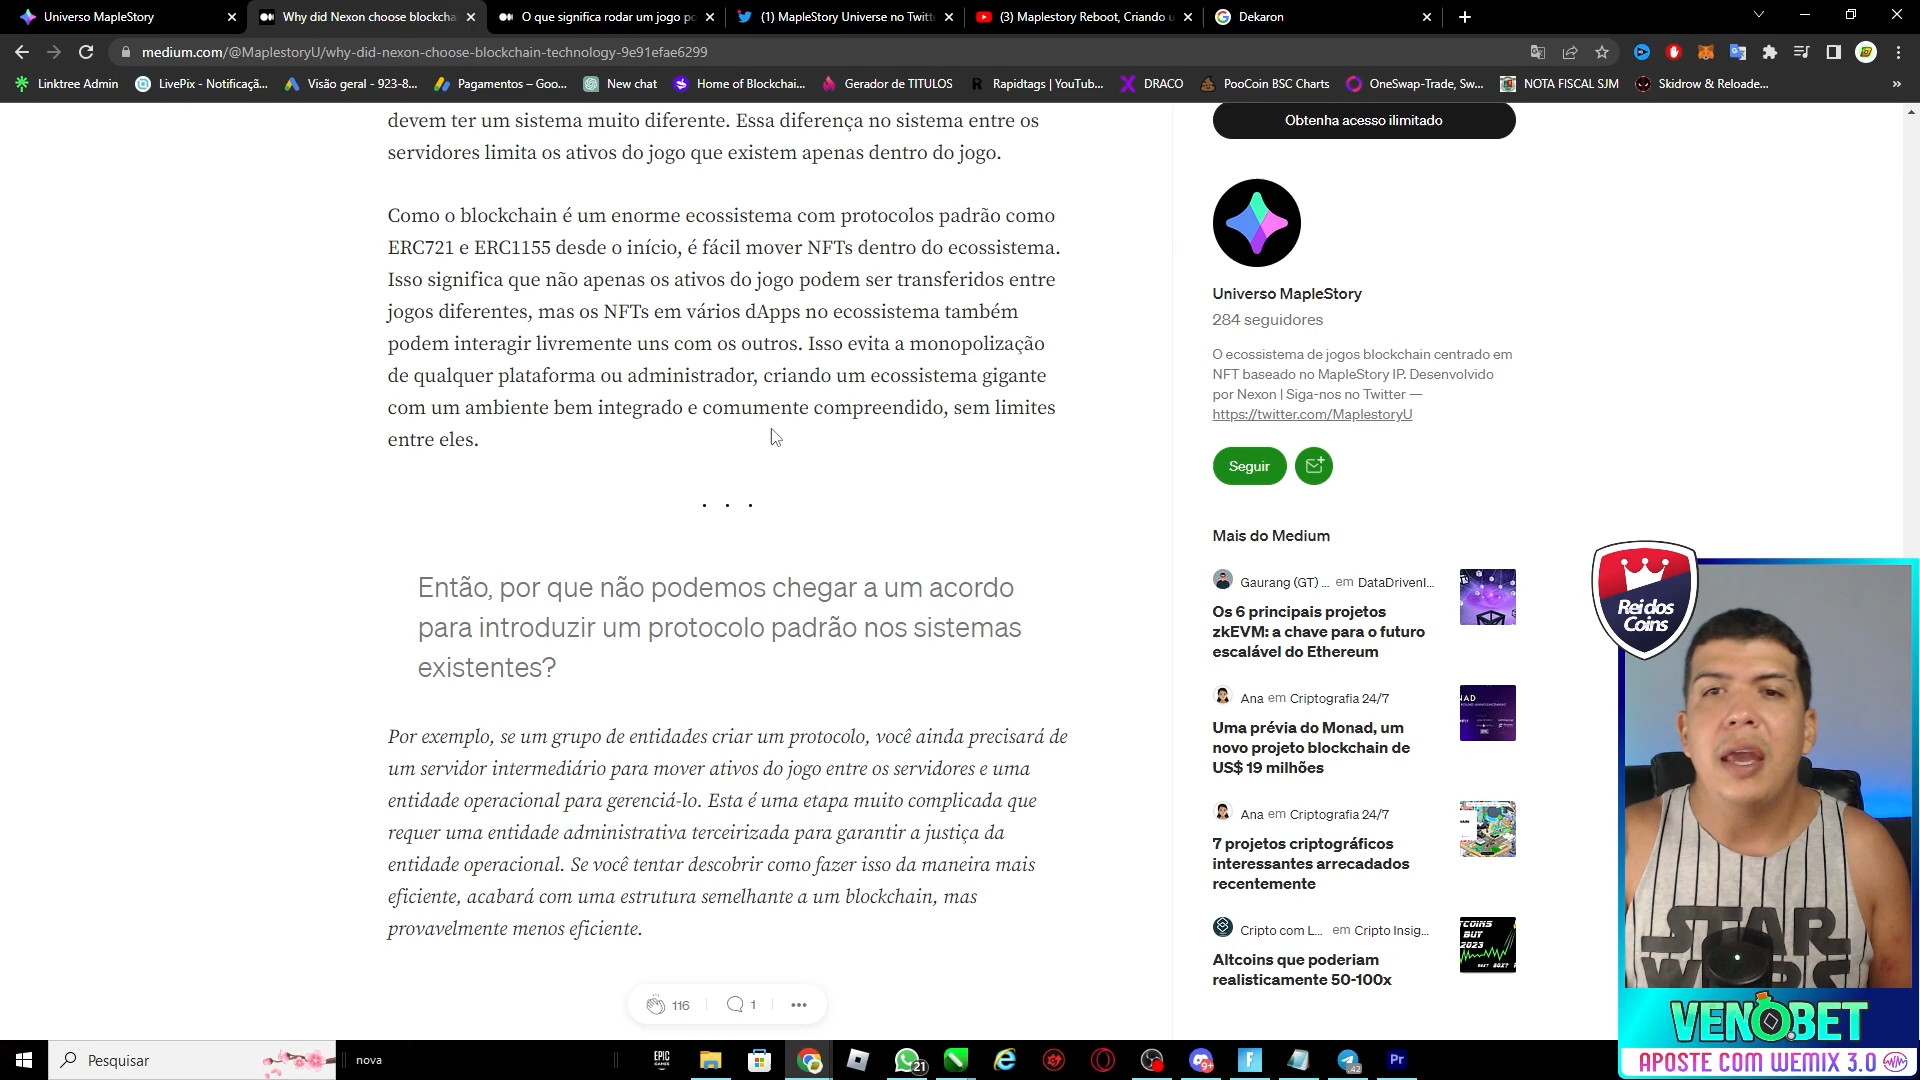 Universo MapleStory
Why did Nexon choose blockcha
O que significa rodar um jogo po
(1) MapleStory Universe no Twitt
(3) Maplestory Reboot, Criando u
Dekaron
medium.com/@MaplestoryU/why-did-nexon-choose-blockchain-technology-9e91efae6299
Linktree Admin
LivePix - Notificaçã...
Visão geral - 923-8...
Pagamentos – Goo...
New chat
Home of Blockchai...
Gerador de TITULOS
Rapidtags | YouTub...
DRACO
PooCoin BSC Charts
OneSwap-Trade, Sw...
NOTA FISCAL SJM
Skidrow & Reloade...
»
devem ter um sistema muito diferente. Essa diferença no sistema entre os
servidores limita os ativos do jogo que existem apenas dentro do jogo.
Como o blockchain é um enorme ecossistema com protocolos padrão como
ERC721 e ERC1155 desde o início, é fácil mover NFTs dentro do ecossistema.
Isso significa que não apenas os ativos do jogo podem ser transferidos entre
jogos diferentes, mas os NFTs em vários dApps no ecossistema também
podem interagir livremente uns com os outros. Isso evita a monopolização
de qualquer plataforma ou administrador, criando um ecossistema gigante
com um ambiente bem integrado e comumente compreendido, sem limites
entre eles.
. . .
Então, por que não podemos chegar a um acordo
para introduzir um protocolo padrão nos sistemas
existentes?
Por exemplo, se um grupo de entidades criar um protocolo, você ainda precisará de
um servidor intermediário para mover ativos do jogo entre os servidores e uma
entidade operacional para gerenciá-lo. Esta é uma etapa muito complicada que
requer uma entidade administrativa terceirizada para garantir a justiça da
entidade operacional. Se você tentar descobrir como fazer isso da maneira mais
eficiente, acabará com uma estrutura semelhante a um blockchain, mas
provavelmente menos eficiente.
116
1
Obtenha acesso ilimitado
Universo MapleStory
284 seguidores
O ecossistema de jogos blockchain centrado em
NFT baseado no MapleStory IP. Desenvolvido
por Nexon | Siga-nos no Twitter —
https://twitter.com/MaplestoryU
Seguir
Mais do Medium
Gaurang (GT) ... em DataDrivenI...
Os 6 principais projetos
zkEVM: a chave para o futuro
escalável do Ethereum
Ana em Criptografia 24/7
Uma prévia do Monad, um
novo projeto blockchain de
US$ 19 milhões
Ana em Criptografia 24/7
7 projetos criptográficos
interessantes arrecadados
recentemente
Cripto com L... em Cripto Insig...
Altcoins que poderiam
realisticamente 50-100x
Rei dos
Coins
STAR
WARS
VENOBET
APOSTE COM WEMIX 3.0
Pesquisar
nova
EPIC
GAMES
21
9+
42
Pr